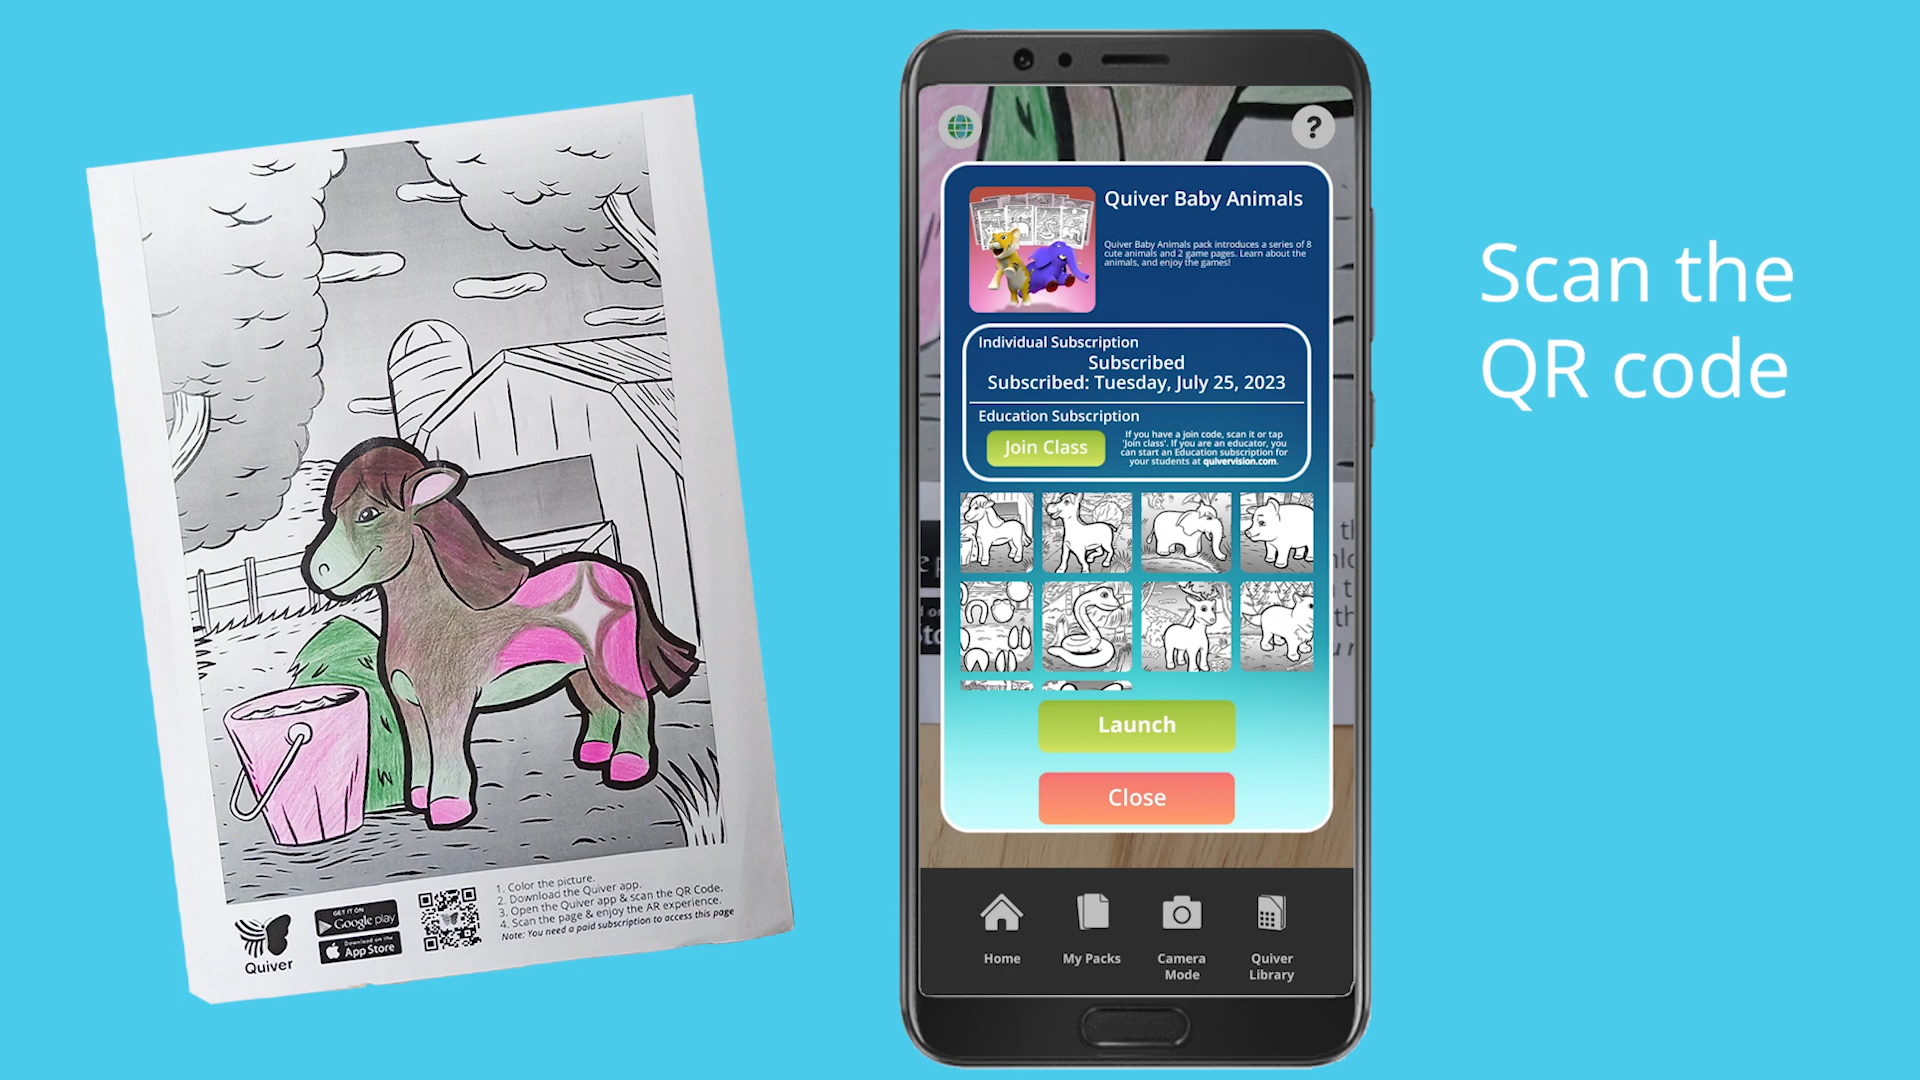 1. Color the picture.
2. Download the Quiver app.
3. Open the Quiver app & scan the QR Code.
4. Scan the page & enjoy the AR experience.
Note: You need a paid subscription to access this page
Quiver
GET IT ON
Google play
Download on the
App Store
?
Quiver Baby Animals
Quiver Baby Animals pack introduces a series of 8
cute animals and 2 game pages. Learn about the
animals, and enjoy the games!
Individual Subscription
Subscribed
Subscribed: Tuesday, July 25, 2023
Education Subscription
Join Class
If you have a join code, scan it or tap
'Join class'. If you are an educator, you
can start an Education subscription for
your students at quivervision.com.
Launch
Close
Home
My Packs
Camera
Mode
Quiver
Library
Scan the
QR code